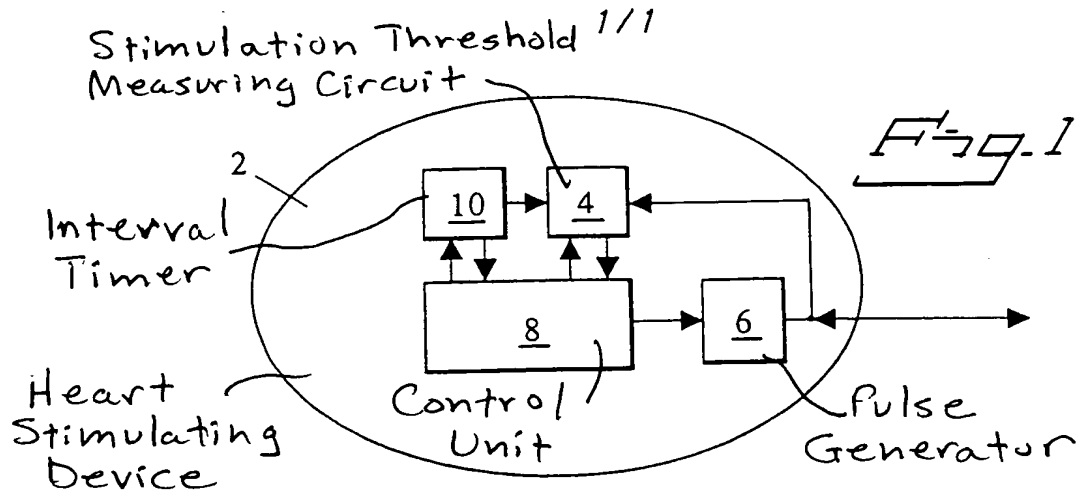 Stimulation Threshold 1/1
Measuring Circuit
Fig. 1
2
10
4
Interval
Timer
8
6
Heart
Stimulating
Device
Control
Unit
Pulse
Generator